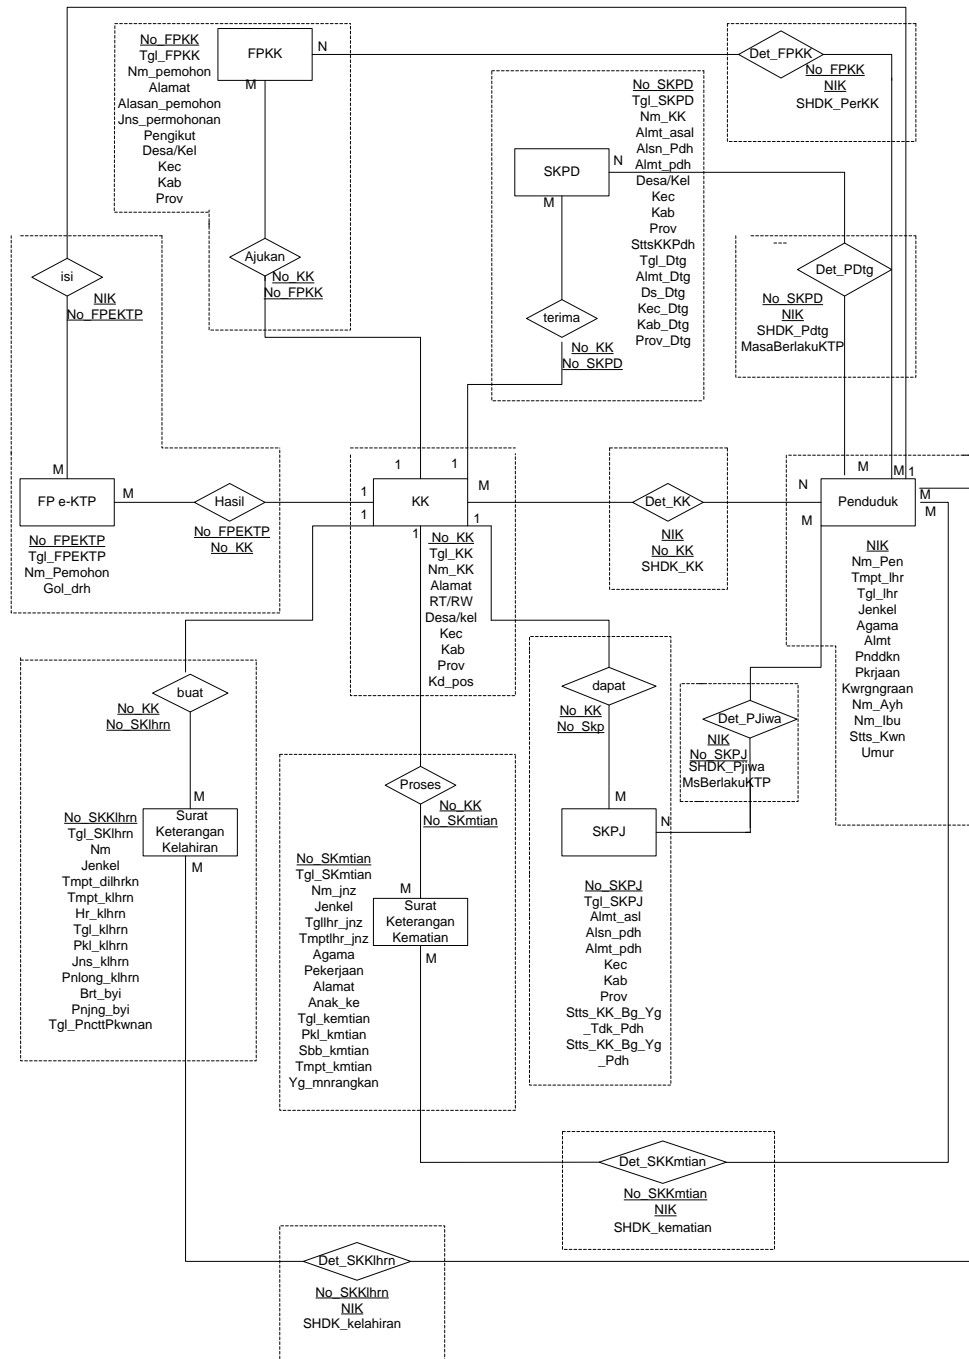 No_FPKK
Tgl_FPKK
Nm_pemohon
Alamat
Alasan_pemohon
Jns_permohonan
Pengikut
Desa/Kel
Kec
Kab
Prov
FPKK
N
M
Det_FPKK
No_FPKK
NIK
SHDK_PerKK
SKPD
N
M
No_SKPD
Tgl_SKPD
Nm_KK
Almt_asal
Alsn_Pdh
Almt_pdh
Desa/Kel
Kec
Kab
Prov
SttsKKPdh
Tgl_Dtg
Almt_Dtg
Ds_Dtg
Kec_Dtg
Kab_Dtg
Prov_Dtg
isi
NIK
No_FPEKTP
Ajukan
No_KK
No_FPKK
terima
No_KK
No_SKPD
---
Det_PDtg
No_SKPD
NIK
SHDK_Pdtg
MasaBerlakuKTP
M
FP e-KTP
M
No_FPEKTP
Tgl_FPEKTP
Nm_Pemohon
Gol_drh
Hasil
No_FPEKTP
No_KK
1
1
1
KK
M
1
1
1
No_KK
Tgl_KK
Nm_KK
Alamat
RT/RW
Desa/kel
Kec
Kab
Prov
Kd_pos
Det_KK
NIK
No_KK
SHDK_KK
M
M
1
N
Penduduk
M
M
M
NIK
Nm_Pen
Tmpt_lhr
Tgl_lhr
Jenkel
Agama
Almt
Pnddkn
Pkrjaan
Kwrgngraan
Nm_Ayh
Nm_Ibu
Stts_Kwn
Umur
buat
No_KK
No_SKlhrn
M
Surat
Keterangan
Kelahiran
M
No_SKKlhrn
Tgl_SKlhrn
Nm
Jenkel
Tmpt_dilhrkn
Tmpt_klhrn
Hr_klhrn
Tgl_klhrn
Pkl_klhrn
Jns_klhrn
Pnlong_klhrn
Brt_byi
Pnjng_byi
Tgl_PncttPkwnan
Proses
No_KK
No_SKmtian
M
Surat
Keterangan
Kematian
M
No_SKmtian
Tgl_SKmtian
Nm_jnz
Jenkel
Tgllhr_jnz
Tmptlhr_jnz
Agama
Pekerjaan
Alamat
Anak_ke
Tgl_kemtian
Pkl_kmtian
Sbb_kmtian
Tmpt_kmtian
Yg_mnrangkan
dapat
No_KK
No_Skp
M
SKPJ
N
No_SKPJ
Tgl_SKPJ
Almt_asl
Alsn_pdh
Almt_pdh
Kec
Kab
Prov
Stts_KK_Bg_Yg
_Tdk_Pdh
Stts_KK_Bg_Yg
_Pdh
Det_PJiwa
NIK
No_SKPJ
SHDK_Pjiwa
MsBerlakuKTP
Det_SKKmtian
No_SKKmtian
NIK
SHDK_kematian
Det_SKKlhrn
No_SKKlhrn
NIK
SHDK_kelahiran